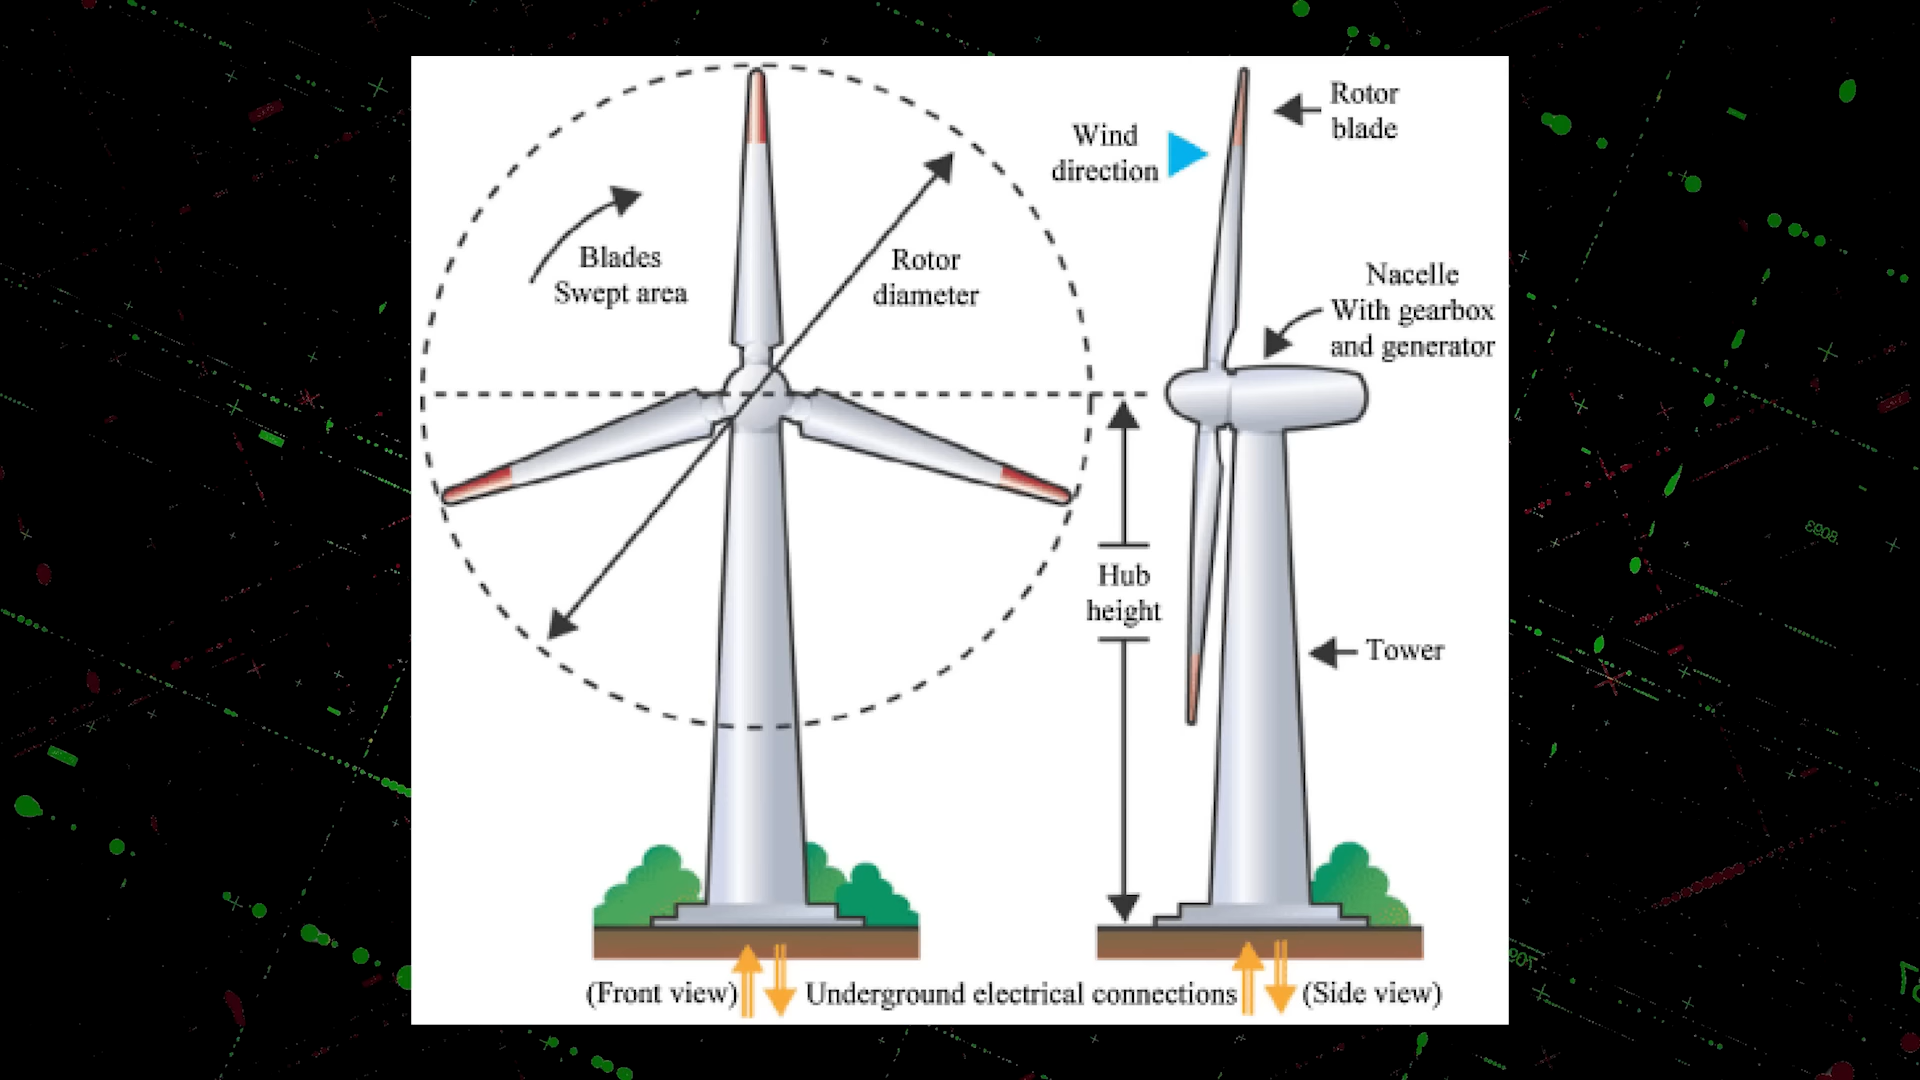 Rotor
blade
Wind
direction
Blades
Swept area
Rotor
diameter
Nacelle
With gearbox
and generator
Hub
height
Tower
(Front view)
Underground electrical connections
(Side view)